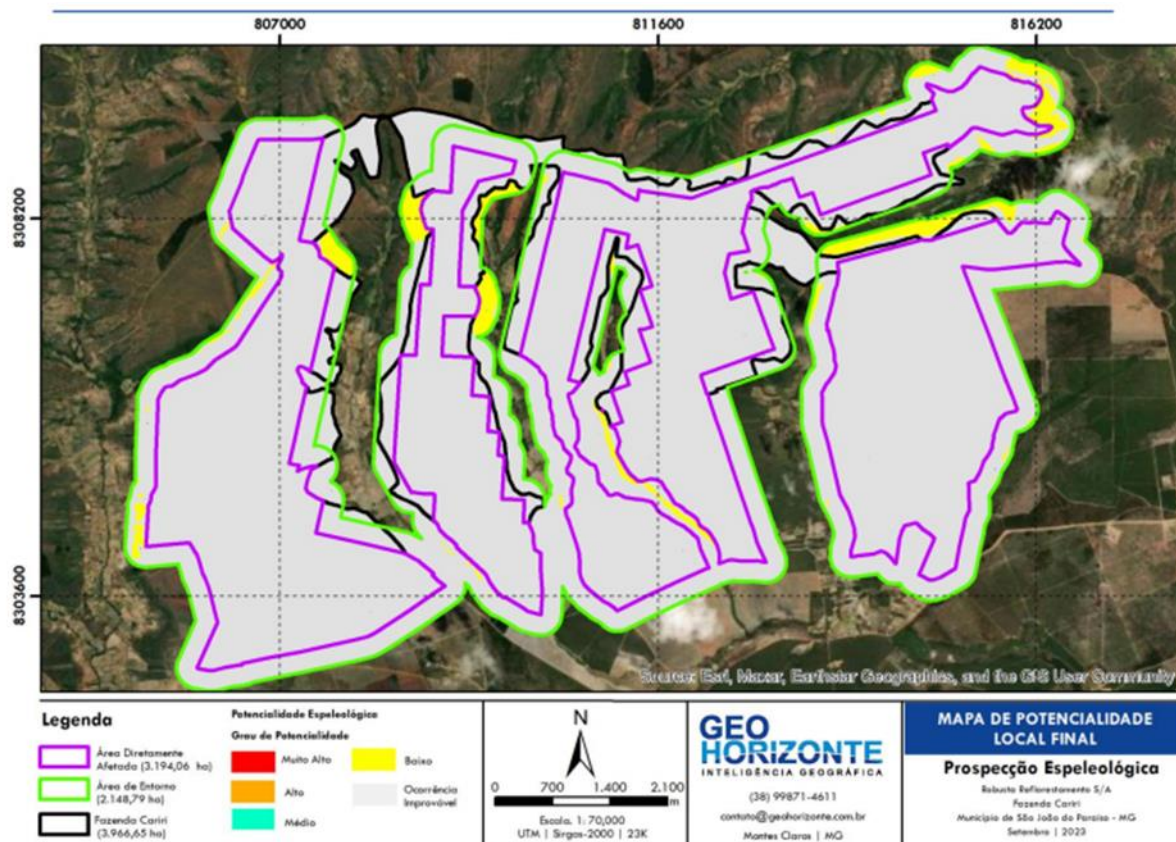 807000
811600
816200
8308200
8303600
Source: Esri, Maxar, Earthstar Geographics, and the GIS User Community
Legenda
Área Diretamente
Afetada (3.194,06 ha)
Área de Entorno
(2.148,79 ha)
Fazenda Cariri
(3.966,65 ha)
Potencialidade Espeleológica
Grau de Potencialidade
Muito Alto
Alto
Médio
Baixo
Ocorrência
Improvável
N
0 700 1.400 2.100
m
Escala. 1: 70,000
UTM | Sirgas-2000 | 23K
GEO
HORIZONTE
INTELIGÊNCIA GEOGRÁFICA
(38) 99871-4611
contato@geohorizonte.com.br
Montes Claros | MG
MAPA DE POTENCIALIDADE
LOCAL FINAL
Prospecção Espeleológica
Robusta Reflorestamento S/A
Fazenda Cariri
Município de São João do Paraíso - MG
Setembro | 2023